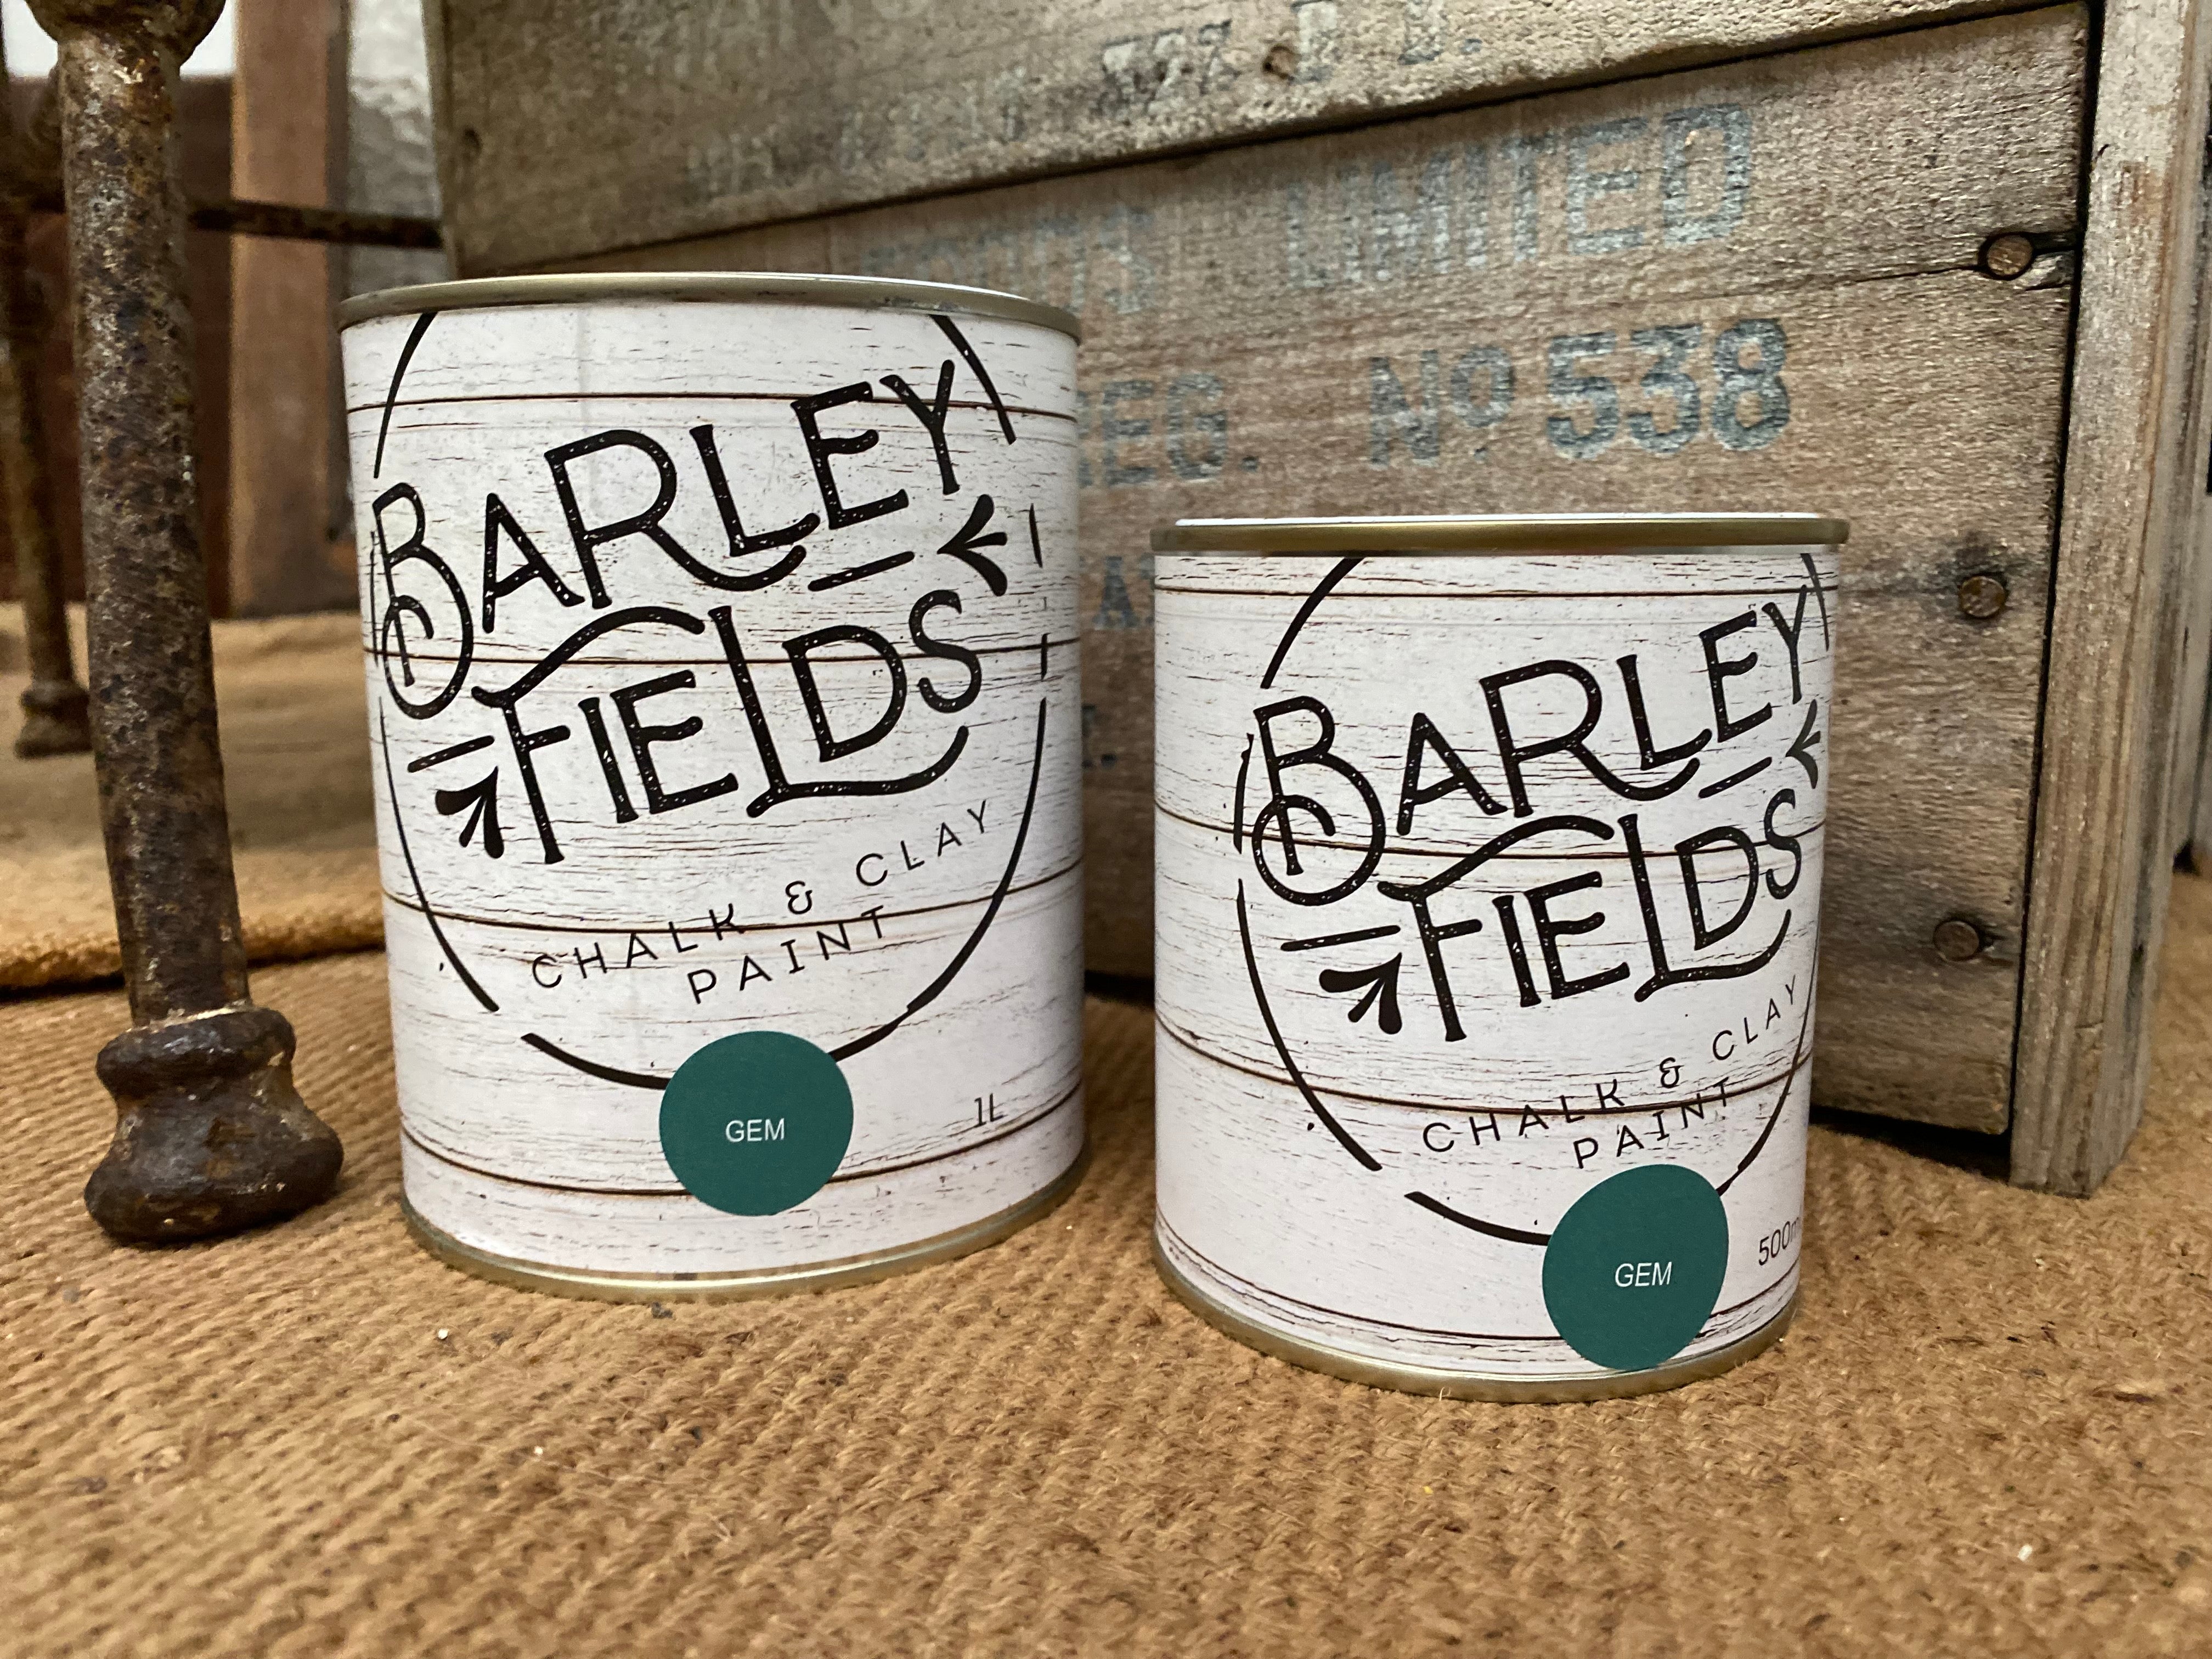 BARLEY
FIELDS
CHALK & CLAY
PAINT
GEM
1L
BARLEY
FIELDS
CHALK & CLAY
PAINT
GEM
LIMITED
REG. Nº 538